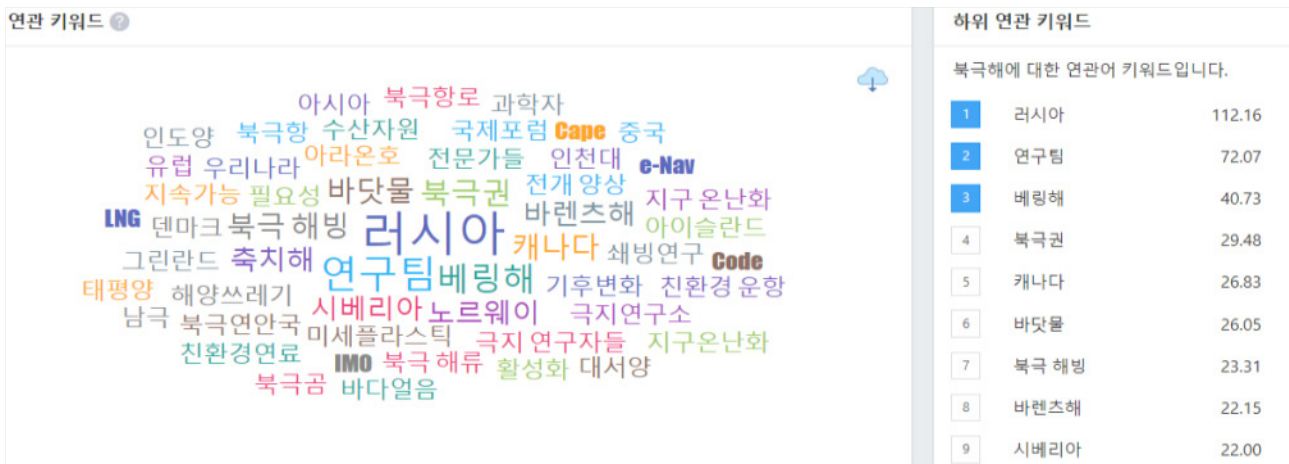 연관 키워드 ?
아시아 북극항로 과학자
인도양 북극항 수산자원 국제포럼 Cape 중국
유럽 우리나라 아라온호 전문가들 인천대 e-Nav
지속가능 필요성 바닷물 북극권 전개 양상 지구 온난화
LNG 덴마크 북극 해빙 러시아 바렌츠해 아이슬란드
그린란드 축치해 연구팀 베링해 캐나다 쇄빙연구 Code
태평양 해양쓰레기 시베리아 노르웨이 기후변화 친환경 운항
남극 북극연안국 미세플라스틱 극지연구소
친환경연료 IMO 북극 해류 극지 연구자들 지구온난화
북극곰 바다얼음 활성화 대서양
하위 연관 키워드
북극해에 대한 연관어 키워드입니다.
1 러시아 112.16
2 연구팀 72.07
3 베링해 40.73
4 북극권 29.48
5 캐나다 26.83
6 바닷물 26.05
7 북극 해빙 23.31
8 바렌츠해 22.15
9 시베리아 22.00